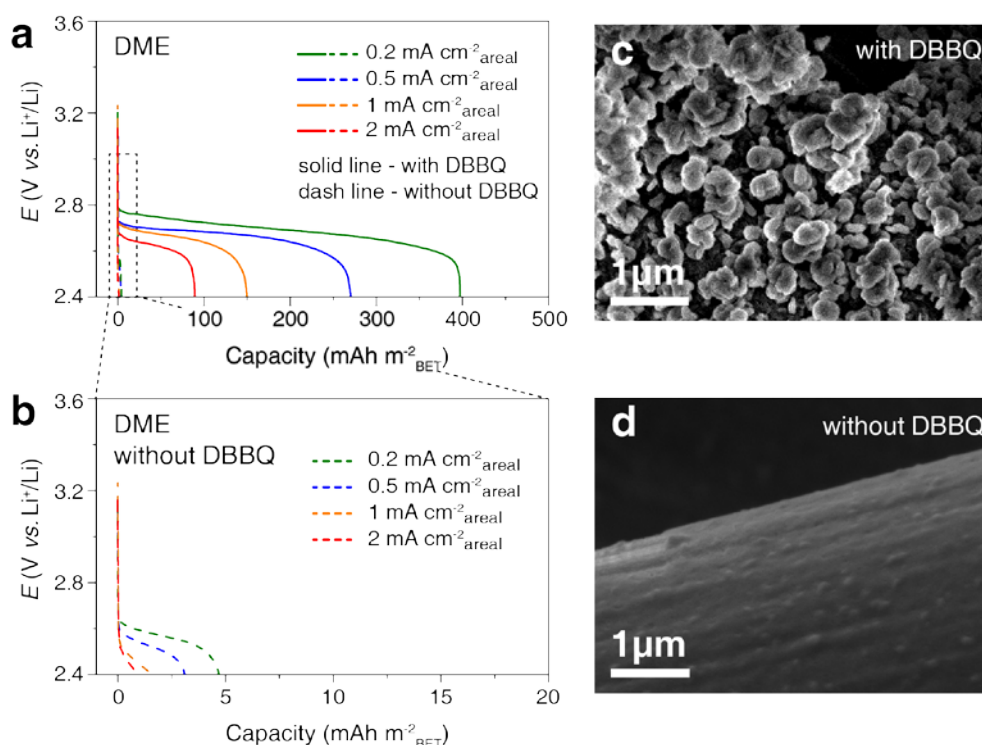 a
DME
0.2 mA cm-2areal
0.5 mA cm-2areal
1 mA cm-2areal
2 mA cm-2areal
solid line - with DBBQ
dash line - without DBBQ
E (V vs. Li+/Li)
3.6
3.2
2.8
2.4
0 100 200 300 400 500
Capacity (mAh m-2BET)
b
DME
without DBBQ
0.2 mA cm-2areal
0.5 mA cm-2areal
1 mA cm-2areal
2 mA cm-2areal
E (V vs. Li+/Li)
3.6
3.2
2.8
2.4
0 5 10 15 20
Capacity (mAh m-2BET)
c
with DBBQ
1µm
d
without DBBQ
1µm